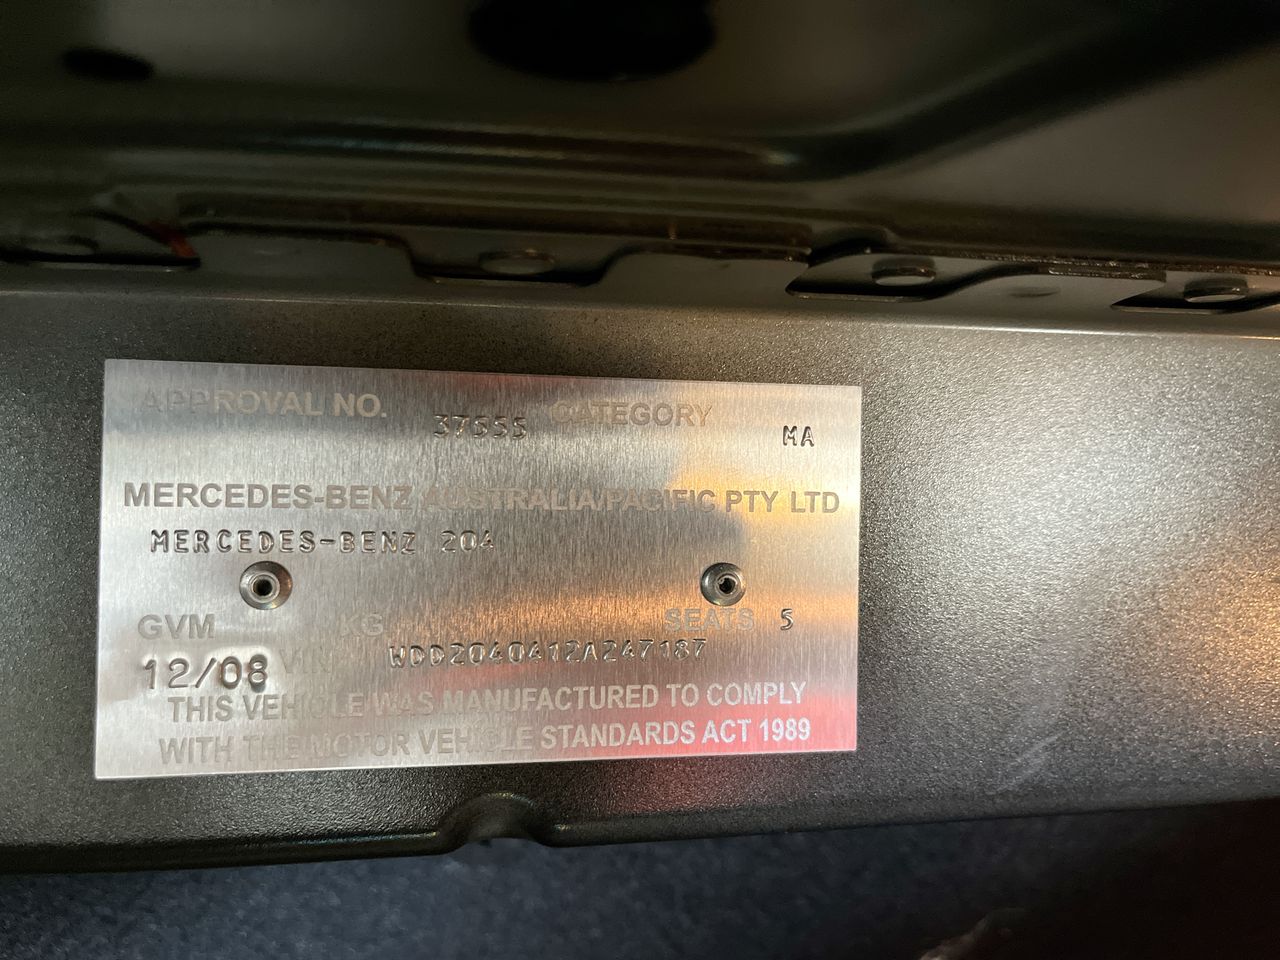 APPROVAL NO. 37655 CATEGORY MA
MERCEDES-BENZ AUSTRALIA/PACIFIC PTY LTD
MERCEDES-BENZ 204
GVM KG SEATS 5
12/08 VIN WDD2040412A247187
THIS VEHICLE WAS MANUFACTURED TO COMPLY
WITH THE MOTOR VEHICLE STANDARDS ACT 1989